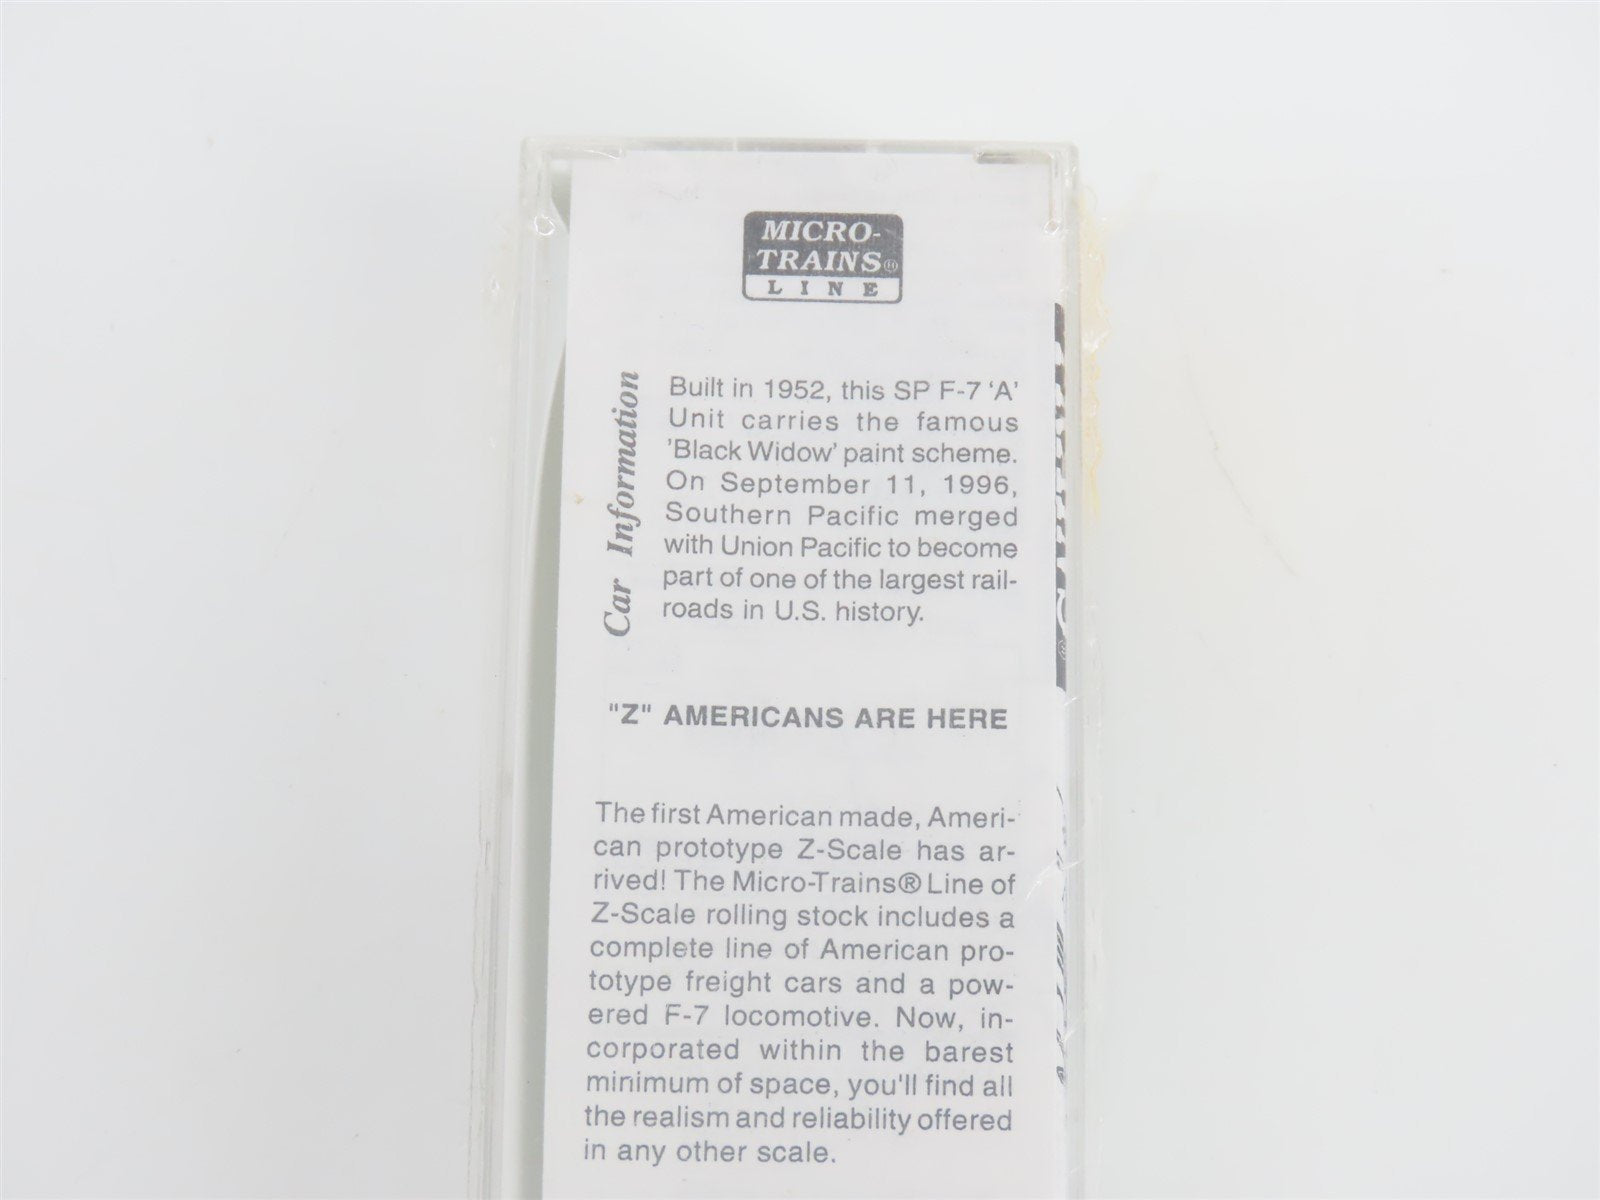 MICRO-
TRAINS®
LINE
Car Information
Built in 1952, this SP F-7 ‘A’
Unit carries the famous
’Black Widow’ paint scheme.
On September 11, 1996,
Southern Pacific merged
with Union Pacific to become
part of one of the largest rail-
roads in U.S. history.
"Z" AMERICANS ARE HERE
The first American made, Ameri-
can prototype Z-Scale has ar-
rived! The Micro-Trains® Line of
Z-Scale rolling stock includes a
complete line of American pro-
totype freight cars and a pow-
ered F-7 locomotive. Now, in-
corporated within the barest
minimum of space, you'll find all
the realism and reliability offered
in any other scale.